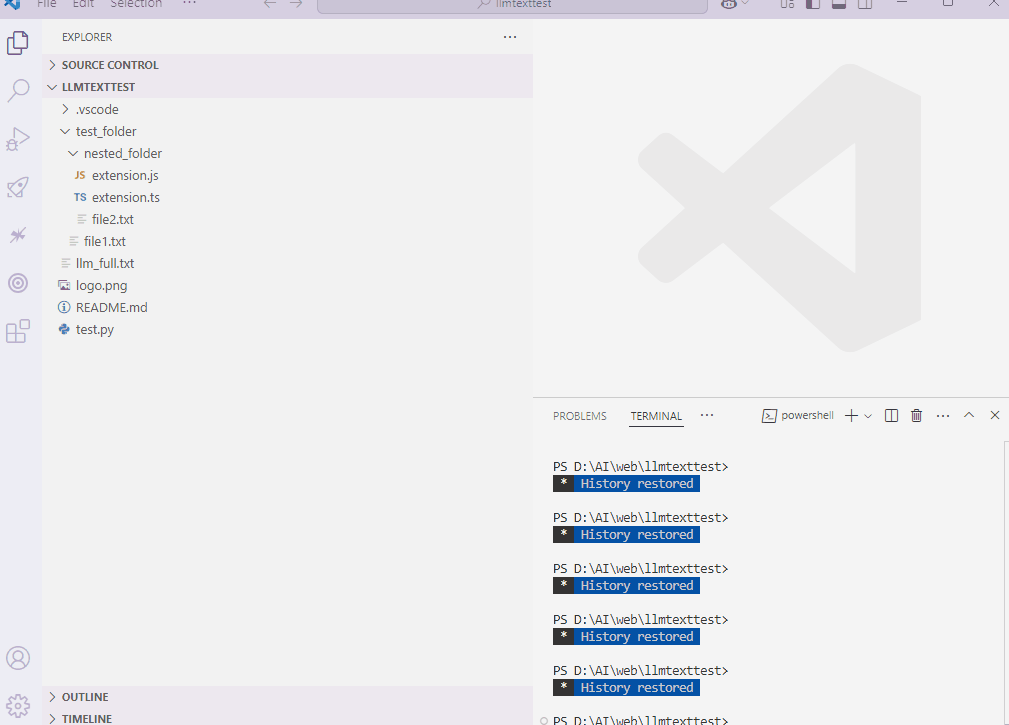 File Edit Selection ··· llmtexttest
EXPLORER ···
SOURCE CONTROL
LLMTEXTTEST
.vscode
test_folder
nested_folder
JS extension.js
TS extension.ts
file2.txt
file1.txt
llm_full.txt
logo.png
README.md
test.py
OUTLINE
TIMELINE
PROBLEMS TERMINAL ··· powershell ···
PS D:\AI\web\llmtexttest>
* History restored
PS D:\AI\web\llmtexttest>
* History restored
PS D:\AI\web\llmtexttest>
* History restored
PS D:\AI\web\llmtexttest>
* History restored
PS D:\AI\web\llmtexttest>
* History restored
PS D:\AI\web\llmtexttest>